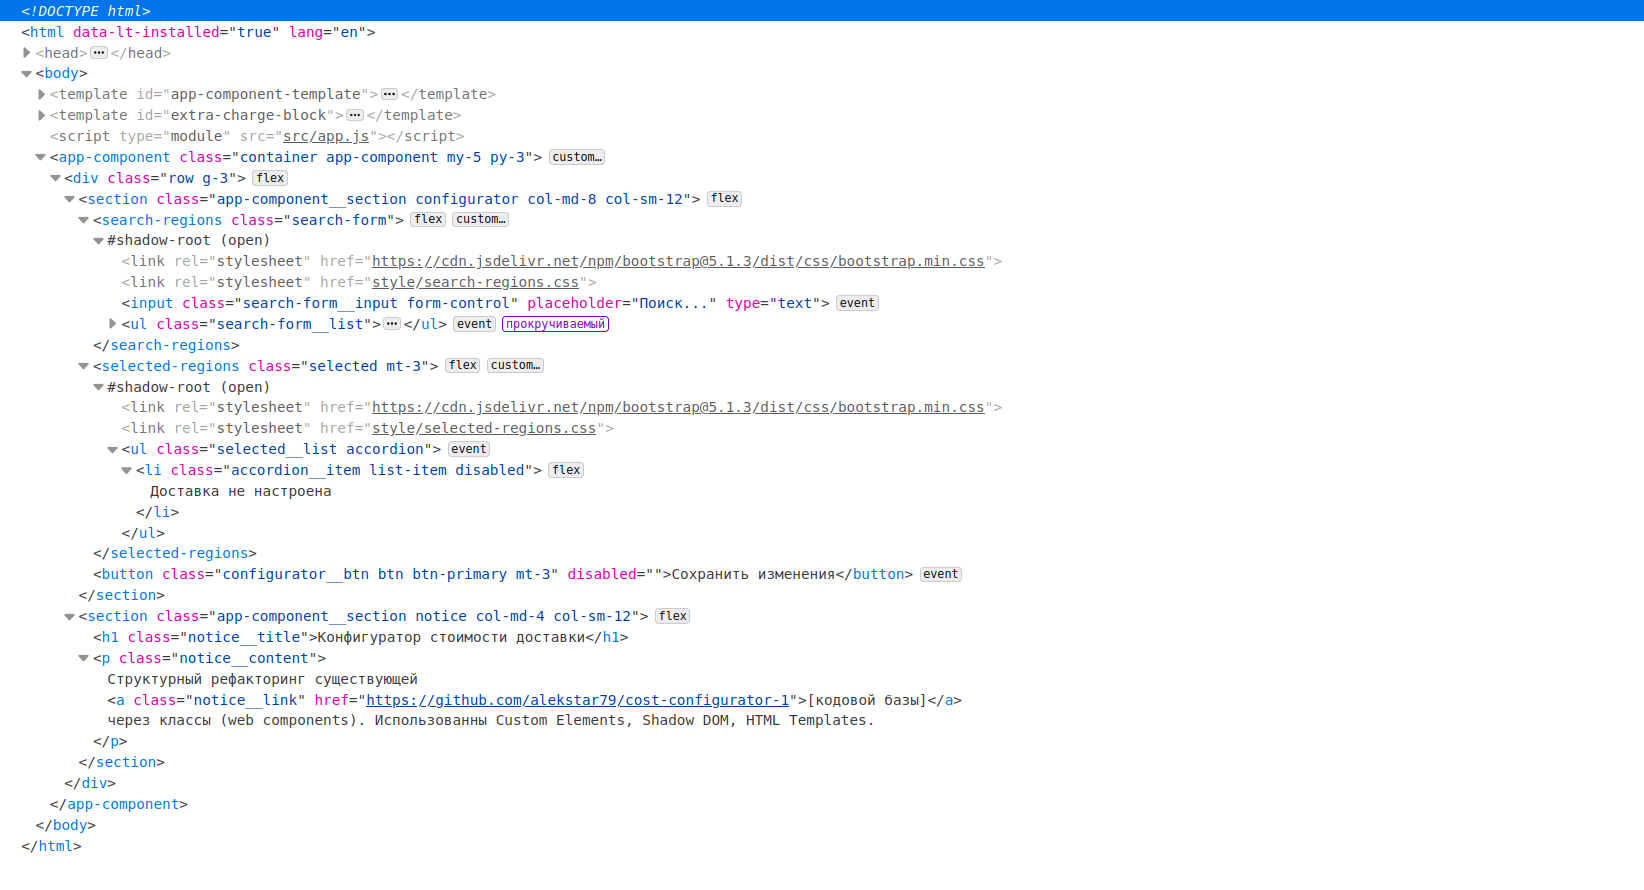 <!DOCTYPE html>
<html data-lt-installed="true" lang="en">
<head>···</head>
<body>
<template id="app-component-template">···</template>
<template id="extra-charge-block">···</template>
<script type="module" src="src/app.js"></script>
<app-component class="container app-component my-5 py-3"> custom…
<div class="row g-3"> flex
<section class="app-component__section configurator col-md-8 col-sm-12"> flex
<search-regions class="search-form"> flex custom…
#shadow-root (open)
<link rel="stylesheet" href="https://cdn.jsdelivr.net/npm/bootstrap@5.1.3/dist/css/bootstrap.min.css">
<link rel="stylesheet" href="style/search-regions.css">
<input class="search-form__input form-control" placeholder="Поиск..." type="text"> event
<ul class="search-form__list">···</ul> event прокручиваемый
</search-regions>
<selected-regions class="selected mt-3"> flex custom…
#shadow-root (open)
<link rel="stylesheet" href="https://cdn.jsdelivr.net/npm/bootstrap@5.1.3/dist/css/bootstrap.min.css">
<link rel="stylesheet" href="style/selected-regions.css">
<ul class="selected__list accordion"> event
<li class="accordion__item list-item disabled"> flex
Доставка не настроена
</li>
</ul>
</selected-regions>
<button class="configurator__btn btn btn-primary mt-3" disabled="">Сохранить изменения</button> event
</section>
<section class="app-component__section notice col-md-4 col-sm-12"> flex
<h1 class="notice__title">Конфигуратор стоимости доставки</h1>
<p class="notice__content">
Структурный рефакторинг существующей
<a class="notice__link" href="https://github.com/alekstar79/cost-configurator-1">[кодовой базы]</a>
через классы (web components). Использованны Custom Elements, Shadow DOM, HTML Templates.
</p>
</section>
</div>
</app-component>
</body>
</html>